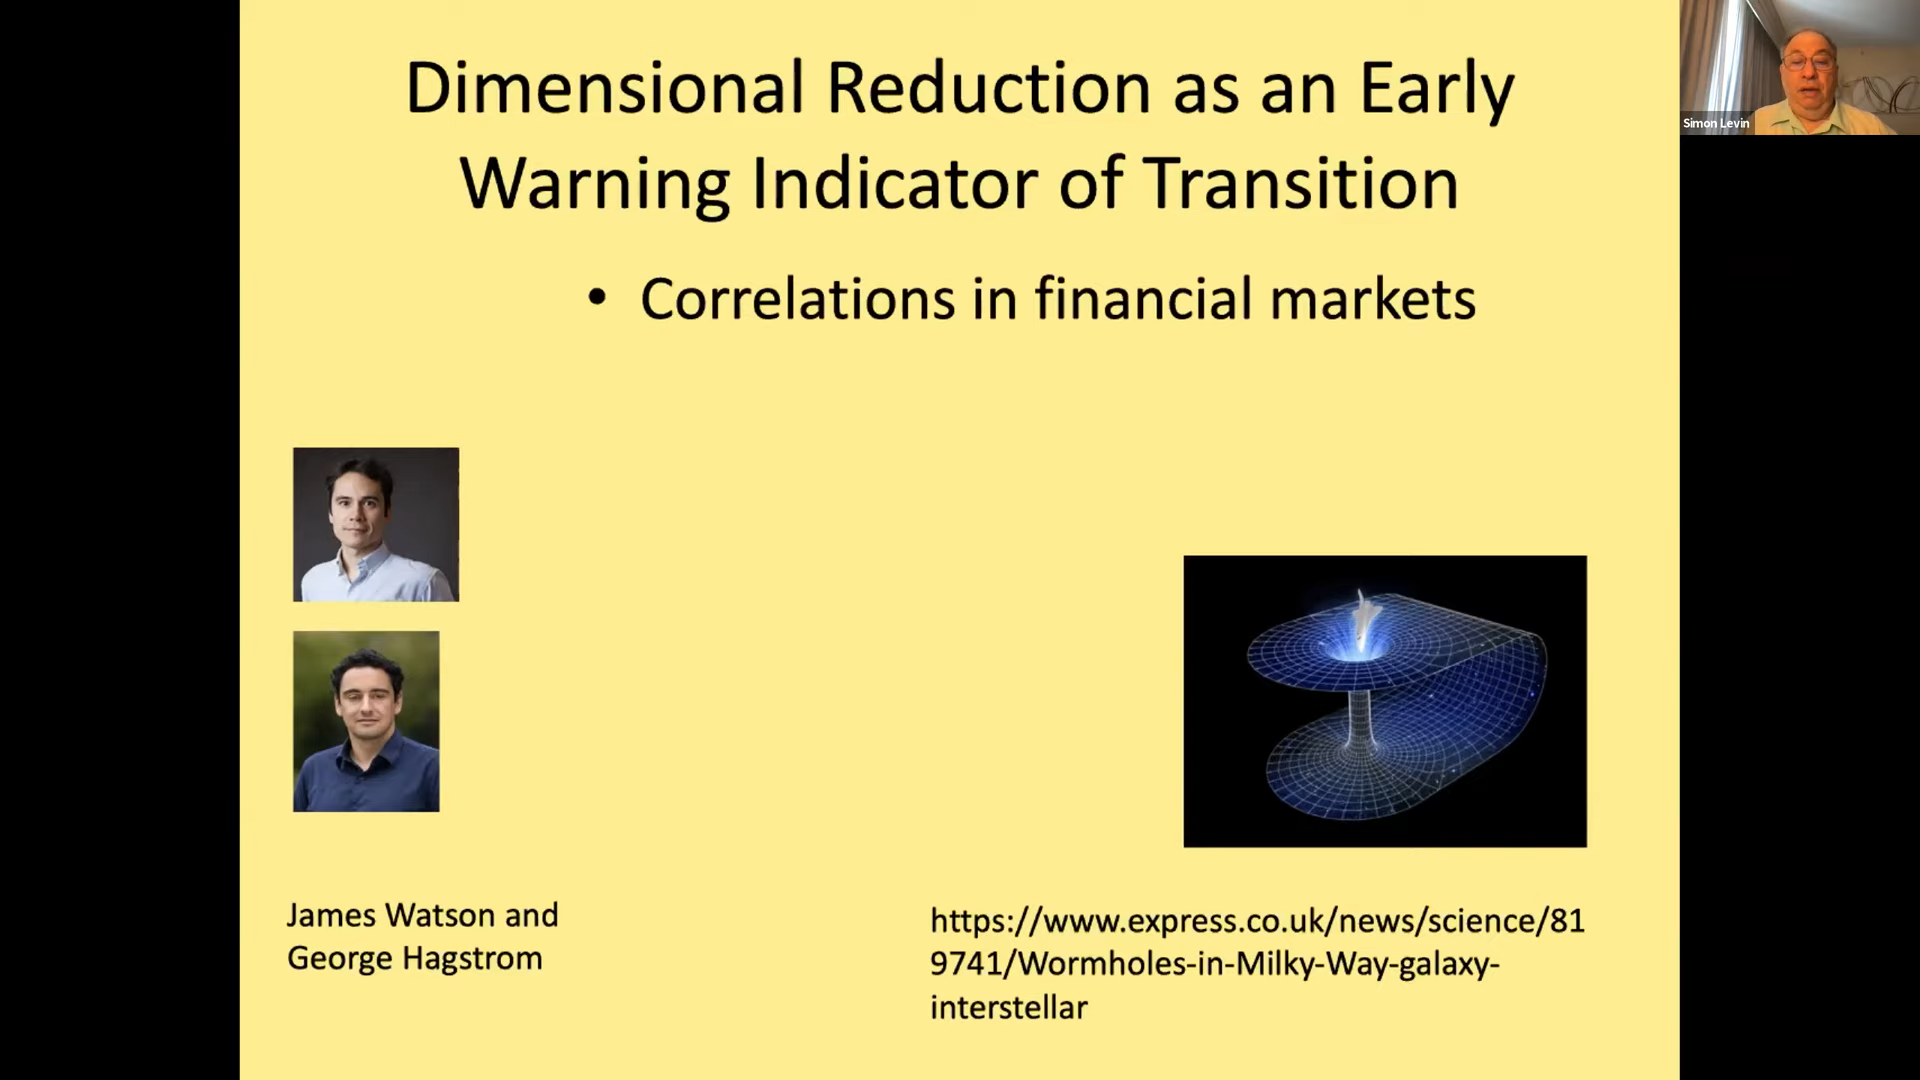 Dimensional Reduction as an Early
Warning Indicator of Transition
• Correlations in financial markets
James Watson and
George Hagstrom
https://www.express.co.uk/news/science/81
9741/Wormholes-in-Milky-Way-galaxy-
interstellar
Simon Levin